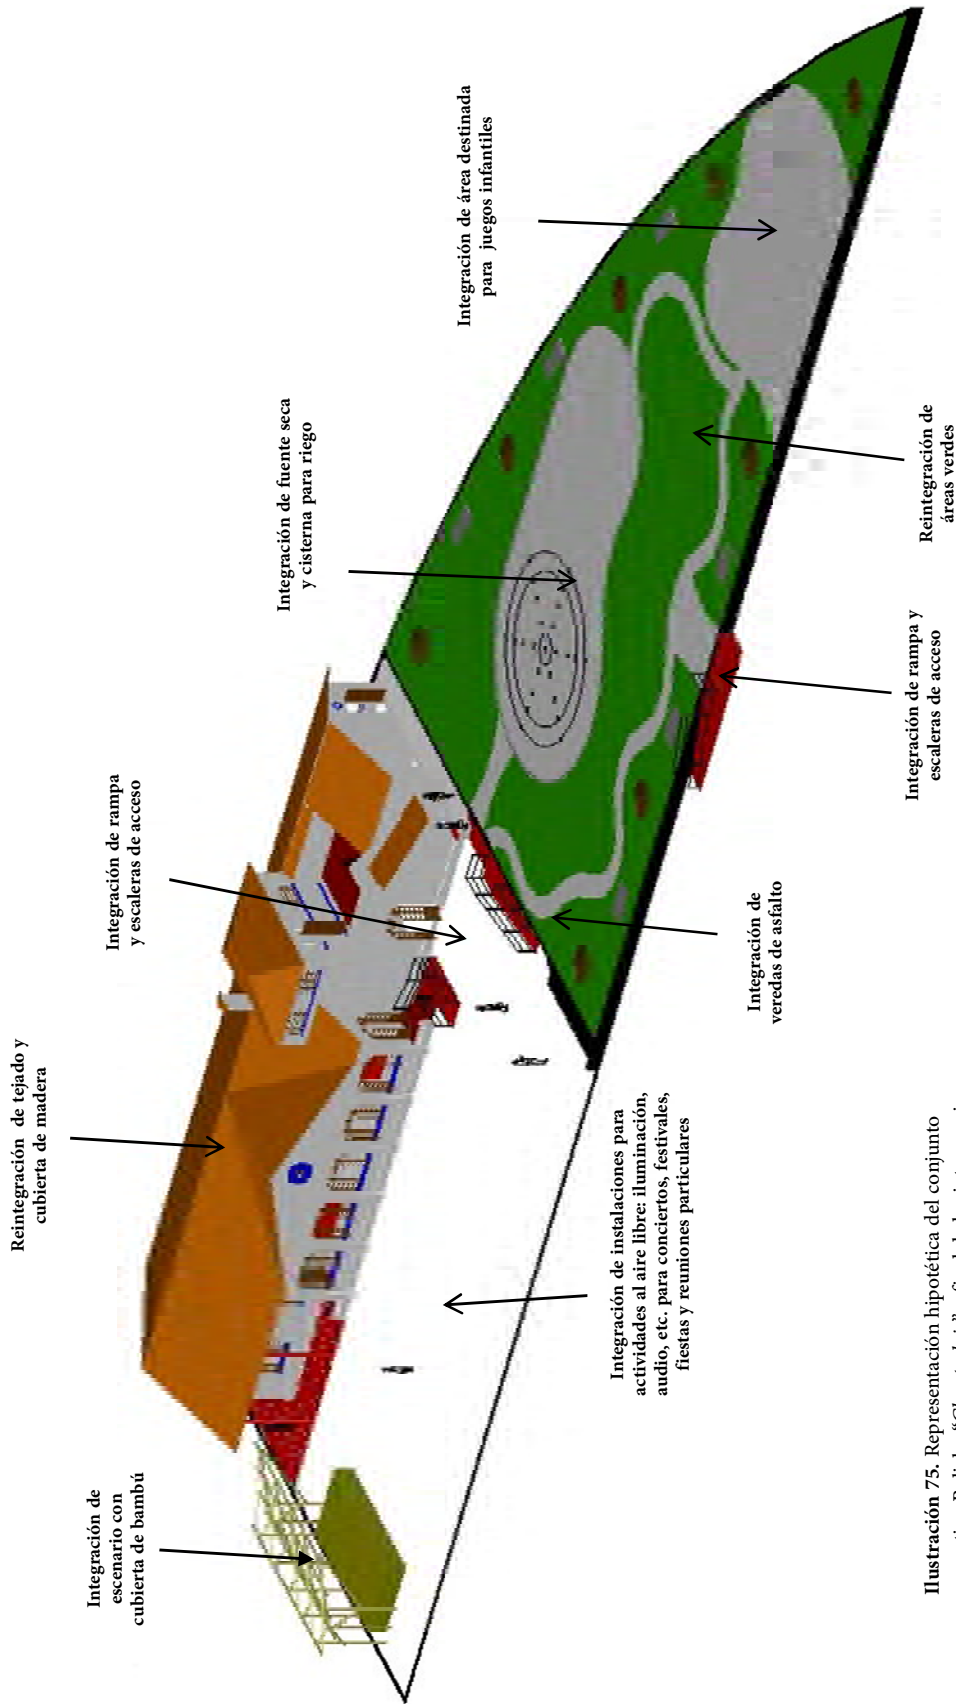 Reintegración de tejado y
cubierta de madera
Integración de
escenario con
cubierta de bambú
Integración de rampa
y escaleras de acceso
Integración de fuente seca
y cisterna para riego
Integración de área destinada
para juegos infantiles
Integración de instalaciones para
actividades al aire libre: iluminación,
audio, etc. para conciertos, festivales,
fiestas y reuniones particulares
Integración de
veredas de asfalto
Integración de rampa y
escaleras de acceso
Reintegración de
áreas verdes
Ilustración 75. Representación hipotética del conjunto